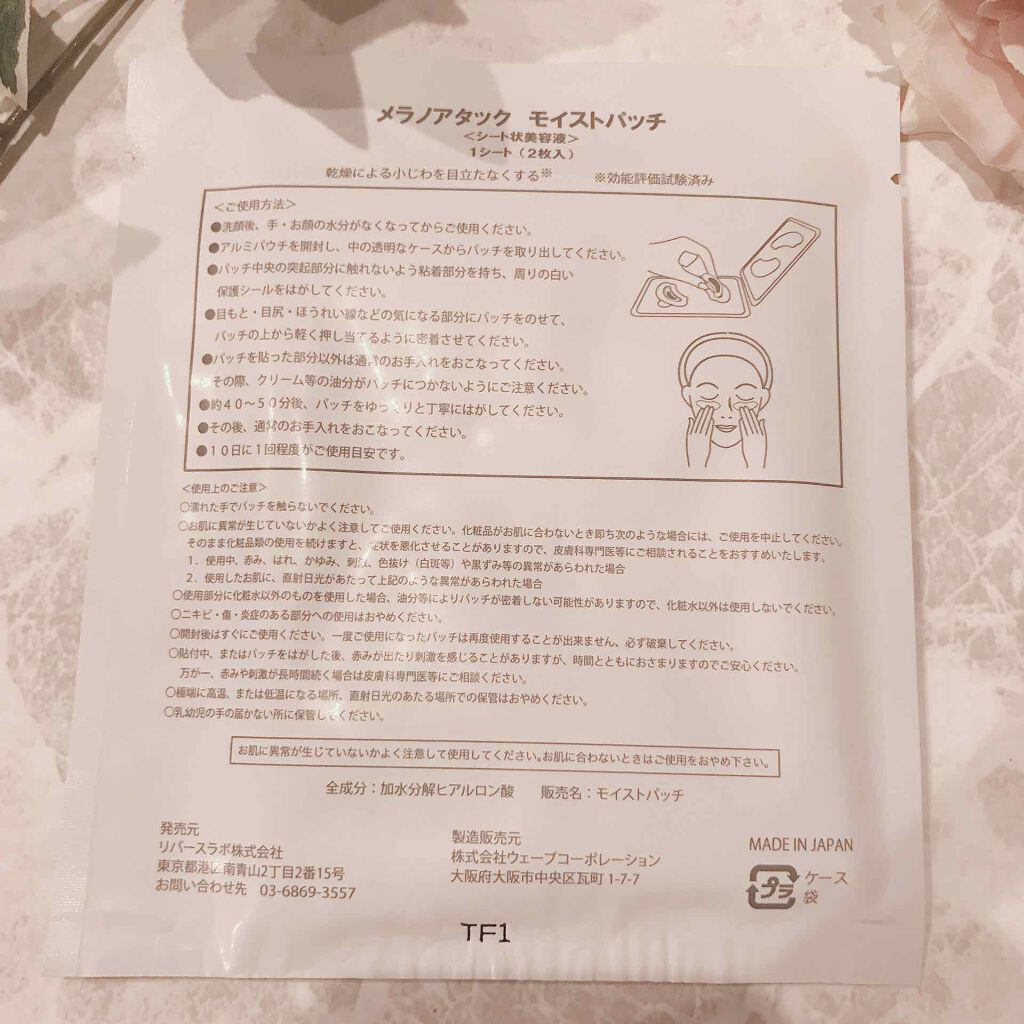 メラノアタック モイストパッチ
<シート状美容液>
1シート(2枚入)
乾燥による小じわを目立たなくする※ ※効能評価試験済み
<ご使用方法>
●洗顔後、手・お顔の水分がなくなってからご使用ください。
●アルミパウチを開封し、中の透明なケースからパッチを取り出してください。
●パッチ中央の突起部分に触れないよう粘着部分を持ち、周りの白い
保護シールをはがしてください。
●目もと・目尻・ほうれい線などの気になる部分にパッチをのせて、
パッチの上から軽く押し当てるように密着させてください。
●パッチを貼った部分以外は通常のお手入れをおこなってください。
その際、クリーム等の油分がパッチにつかないようにご注意ください。
●約40~50分後、パッチをゆっくりと丁寧にはがしてください。
●その後、通常のお手入れをおこなってください。
●10日に1回程度がご使用目安です。
<使用上のご注意>
○濡れた手でパッチを触らないでください。
○お肌に異常が生じていないかよく注意してご使用ください。化粧品がお肌に合わないとき即ち次のような場合には、ご使用を中止してください。
そのまま化粧品類の使用を続けますと、症状を悪化させることがありますので、皮膚科専門医等にご相談されることをおすすめいたします。
1. 使用中、赤み、はれ、かゆみ、刺激、色抜け(白斑等)や黒ずみ等の異常があらわれた場合
2. 使用したお肌に、直射日光があたって上記のような異常があらわれた場合
○使用部分に化粧水以外のものを使用した場合、油分等によりパッチが密着しない可能性がありますので、化粧水以外は使用しないでください。
○ニキビ・傷・炎症のある部分への使用はおやめください。
○開封後はすぐにご使用ください。一度ご使用になったパッチは再度使用することが出来ません、必ず破棄してください。
○貼付中、またはパッチをはがした後、赤みが出たり刺激を感じることがありますが、時間とともにおさまりますのでご安心ください。
万が一、赤みや刺激が長時間続く場合は皮膚科専門医等にご相談ください。
○極端に高温、または低温になる場所、直射日光のあたる場所での保管はおやめください。
○乳幼児の手の届かない所に保管してください。
お肌に異常が生じていないかよく注意して使用してください。お肌に合わないときはご使用をおやめ下さい。
全成分:加水分解ヒアルロン酸 販売名:モイストパッチ
発売元
リバースラボ株式会社
東京都港区南青山2丁目2番15号
お問い合わせ先 03-6869-3557
製造販売元
株式会社ウェーブコーポレーション
大阪府大阪市中央区瓦町 1-7-7
MADE IN JAPAN
プラ
ケース
袋
TF1